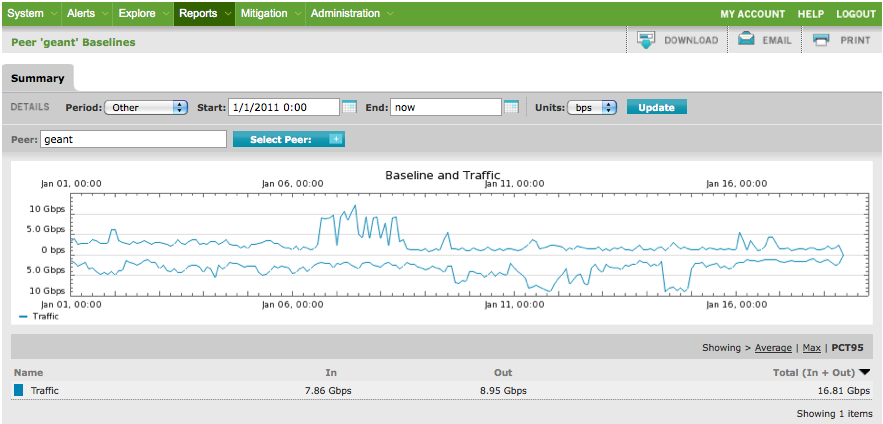 System Alerts Explore Reports Mitigation Administration MY ACCOUNT HELP LOGOUT
Peer 'geant' Baselines DOWNLOAD EMAIL PRINT
Summary
DETAILS Period: Other Start: 1/1/2011 0:00 End: now Units: bps Update
Peer: geant Select Peer: +
Baseline and Traffic
Jan 01, 00:00 Jan 06, 00:00 Jan 11, 00:00 Jan 16, 00:00
10 Gbps
5.0 Gbps
0 bps
5.0 Gbps
10 Gbps
Jan 01, 00:00 Jan 06, 00:00 Jan 11, 00:00 Jan 16, 00:00
Traffic
Showing > Average | Max | PCT95
Name In Out Total (In + Out)
Traffic 7.86 Gbps 8.95 Gbps 16.81 Gbps
Showing 1 items